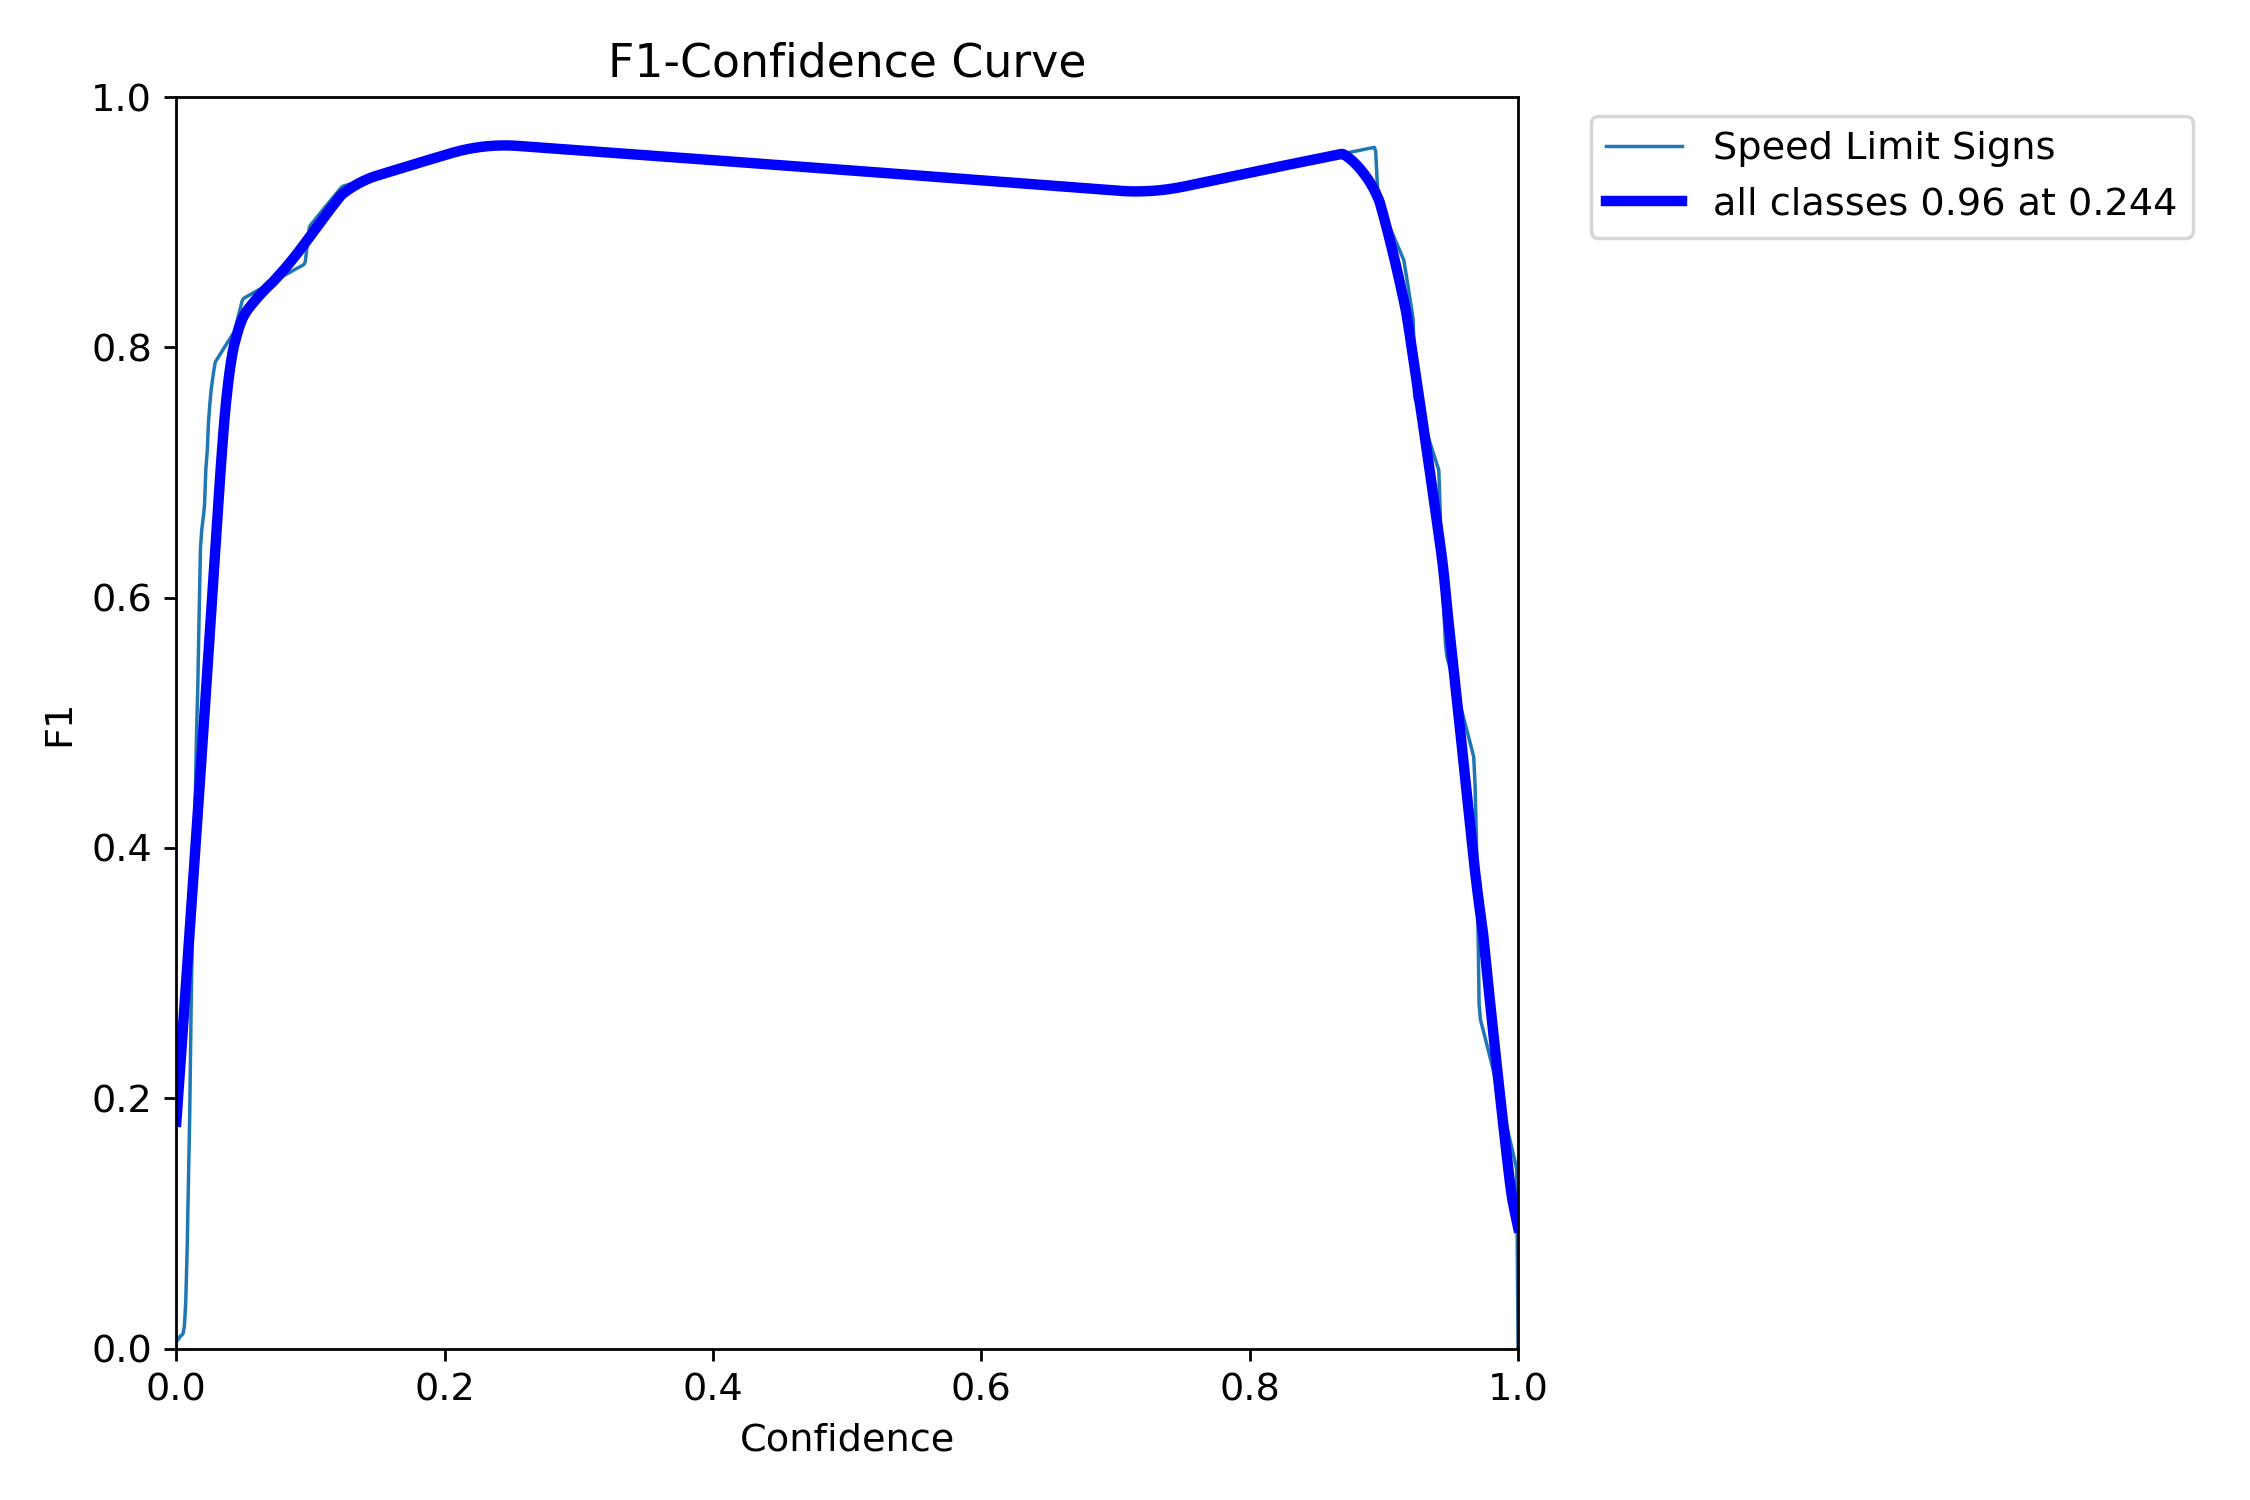 F1-Confidence Curve
Speed Limit Signs
all classes 0.96 at 0.244
1.0
0.8
0.6
0.4
0.2
0.0
F1
0.0 0.2 0.4 0.6 0.8 1.0
Confidence